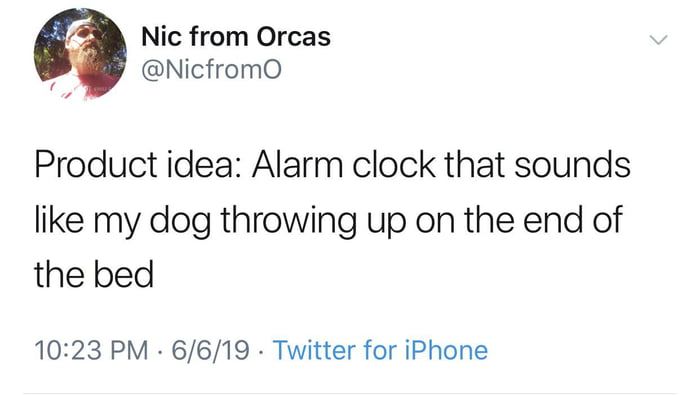 Nic from Orcas
@NicfromO
Product idea: Alarm clock that sounds
like my dog throwing up on the end of
the bed
10:23 PM · 6/6/19 · Twitter for iPhone